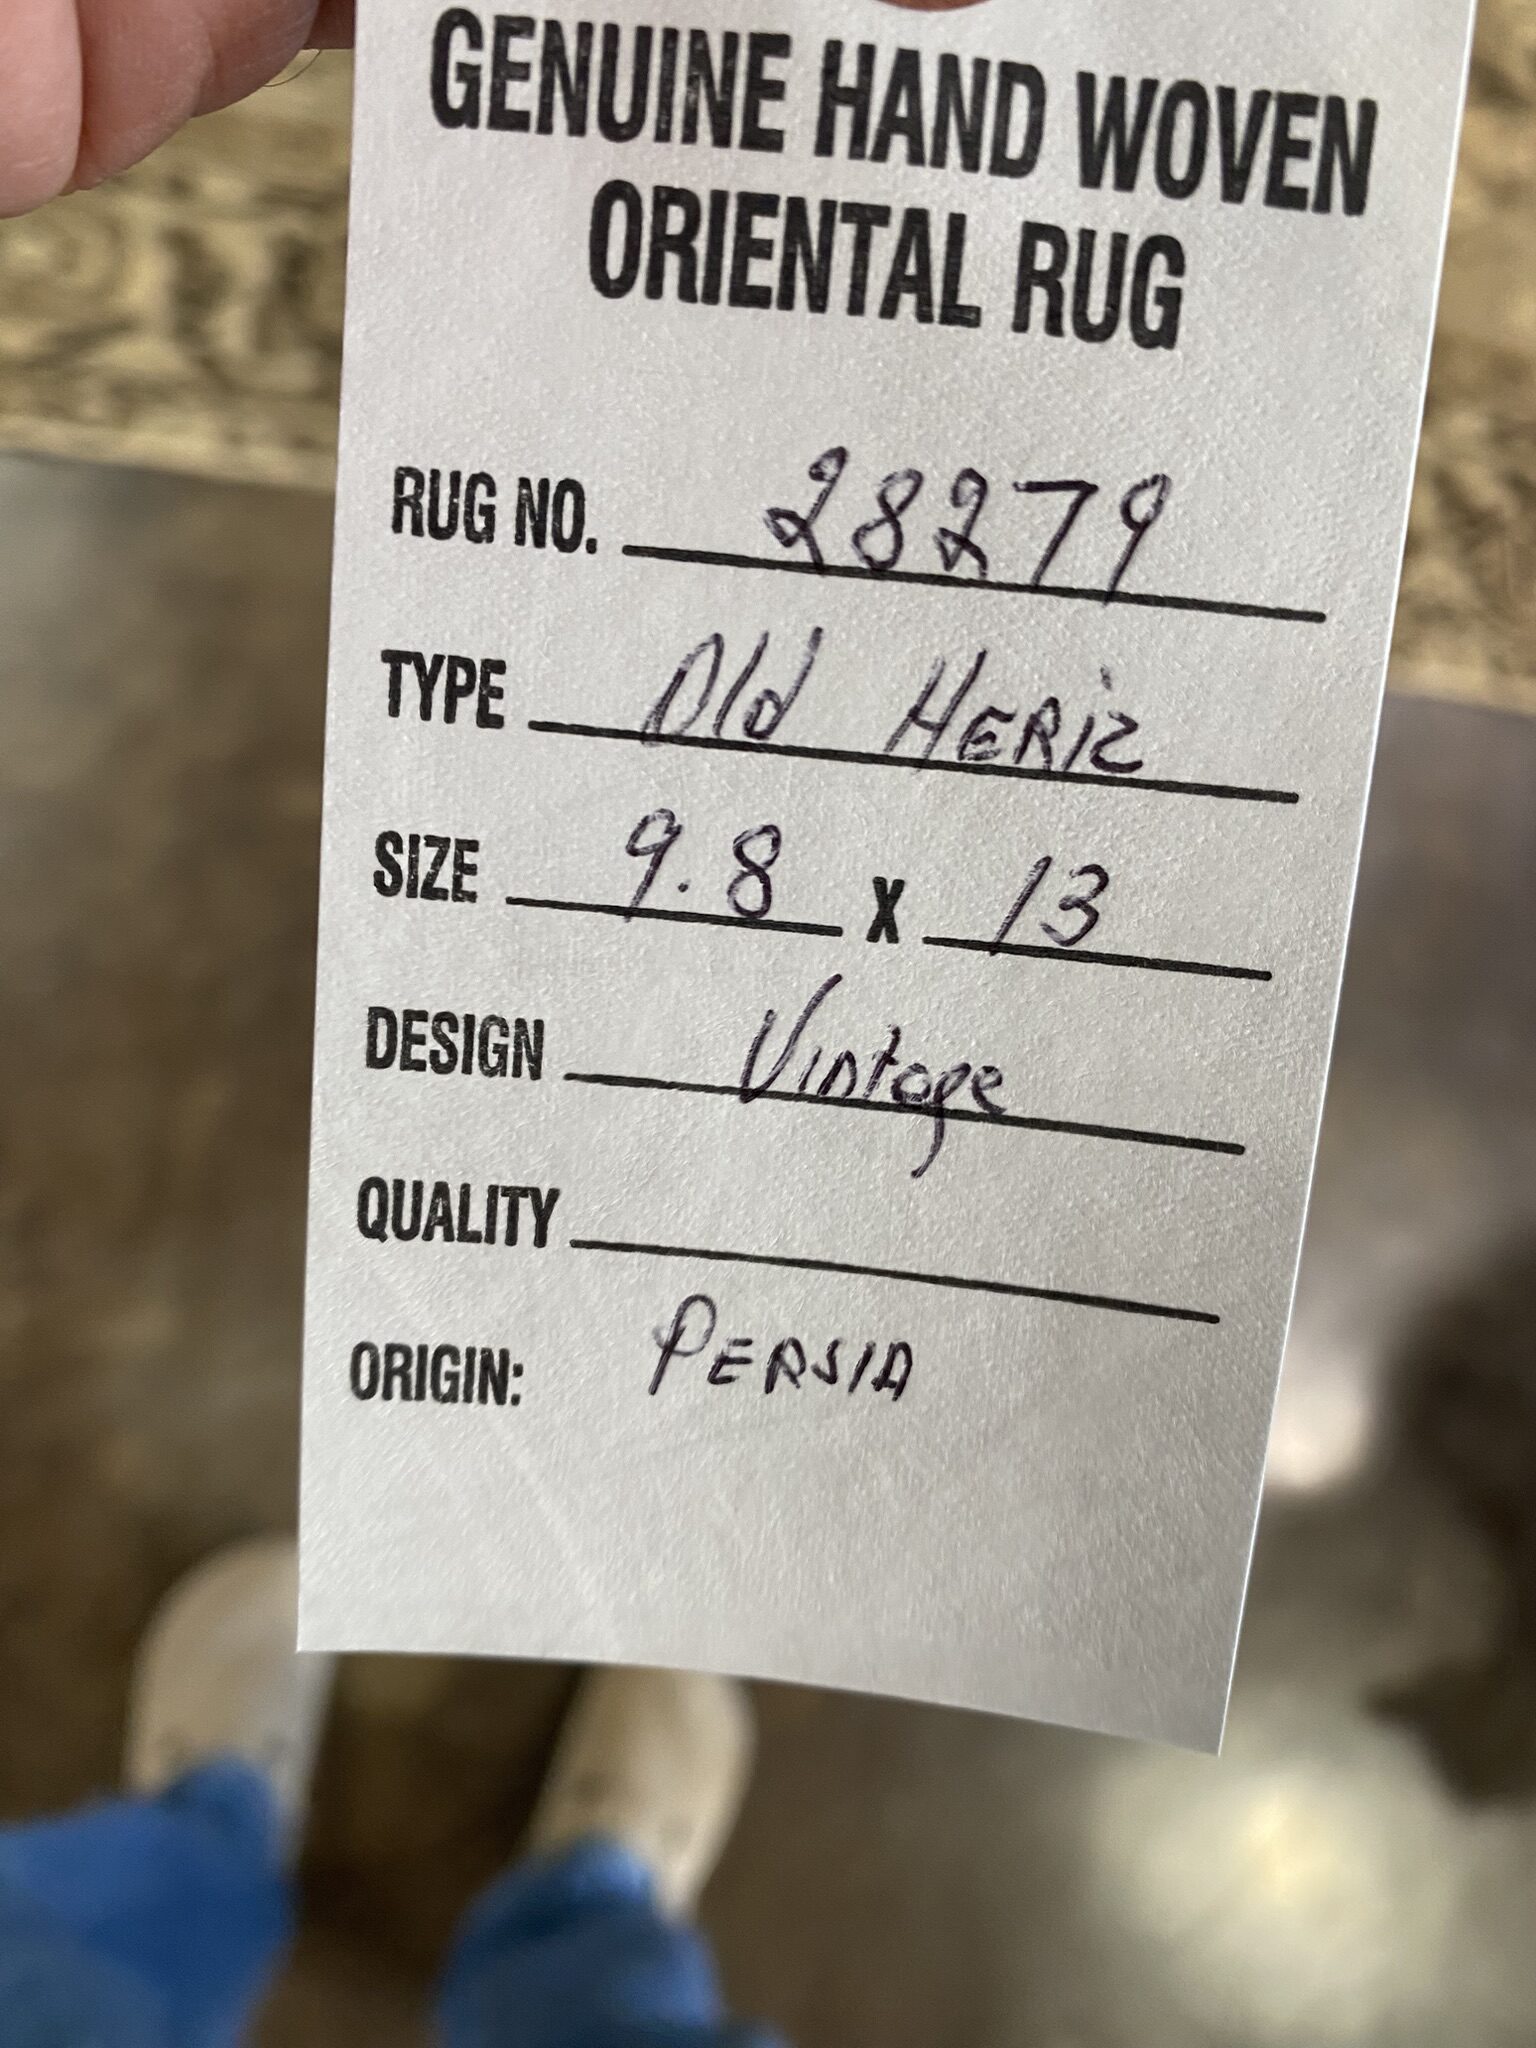 GENUINE HAND WOVEN
ORIENTAL RUG
RUG NO. 28279
TYPE Old HERIZ
SIZE 9.8 X 13
DESIGN Vintage
QUALITY
ORIGIN: PERSIA